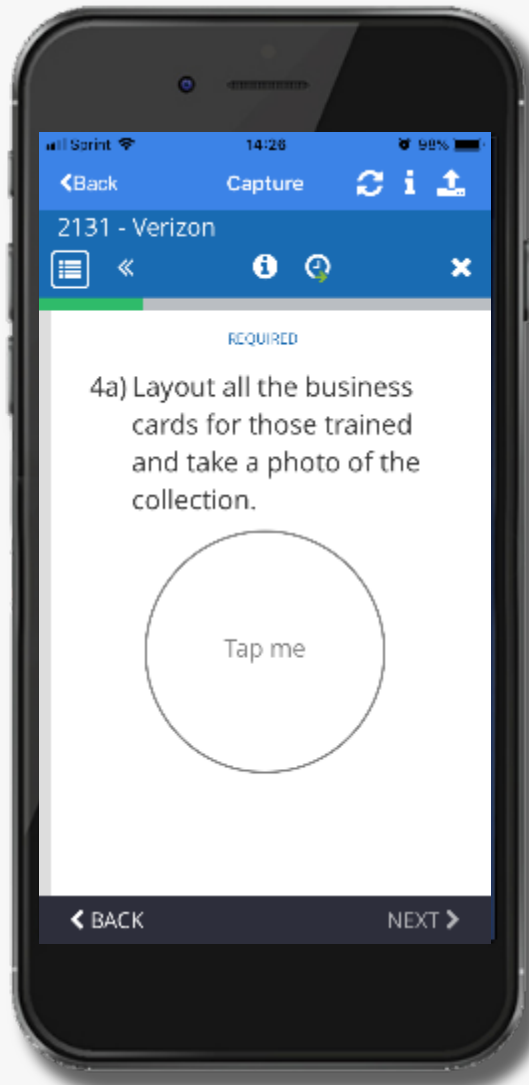 Sprint 14:26 98%
Back Capture
2131 - Verizon
REQUIRED
4a) Layout all the business
cards for those trained
and take a photo of the
collection.
Tap me
BACK NEXT